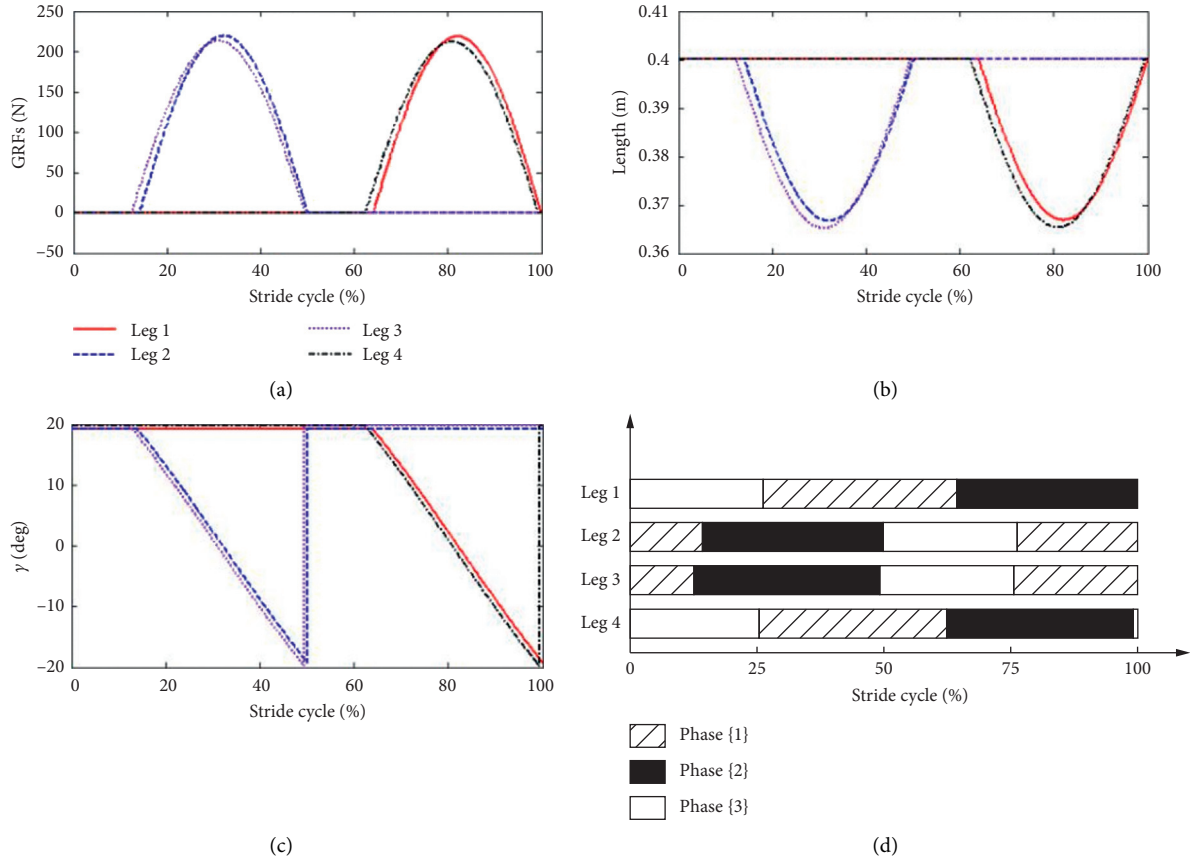 250
200
150
100
50
0
−50
GRFs (N)
0 20 40 60 80 100
Stride cycle (%)
Leg 1
Leg 2
Leg 3
Leg 4
(a)
0.41
0.4
0.39
0.38
0.37
0.36
Length (m)
0 20 40 60 80 100
Stride cycle (%)
(b)
20
10
0
−10
−20
γ (deg)
0 20 40 60 80 100
Stride cycle (%)
(c)
Leg 1
Leg 2
Leg 3
Leg 4
0 25 50 75 100
Stride cycle (%)
Phase {1}
Phase {2}
Phase {3}
(d)